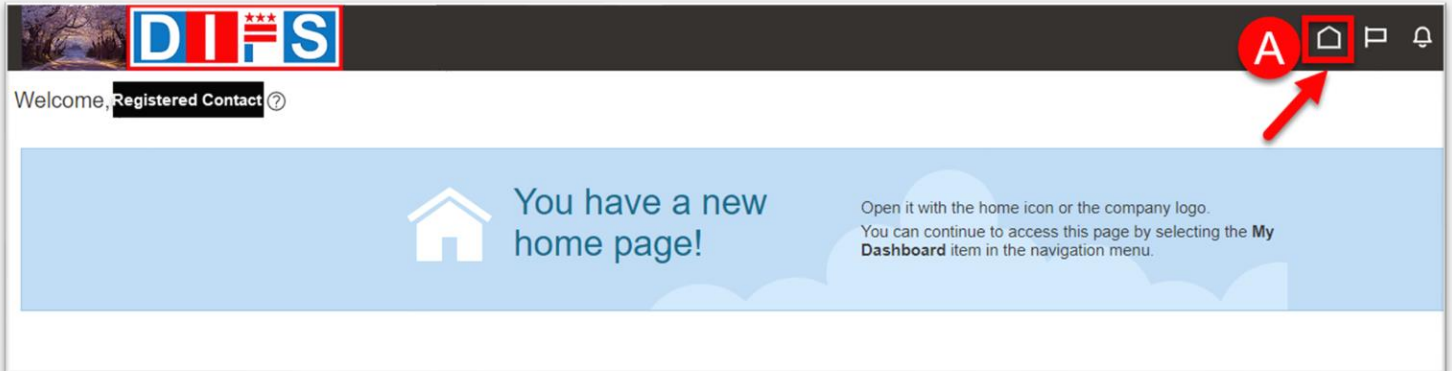 DIFS
A
Welcome, Registered Contact ?
You have a new
home page!
Open it with the home icon or the company logo.
You can continue to access this page by selecting the My
Dashboard item in the navigation menu.